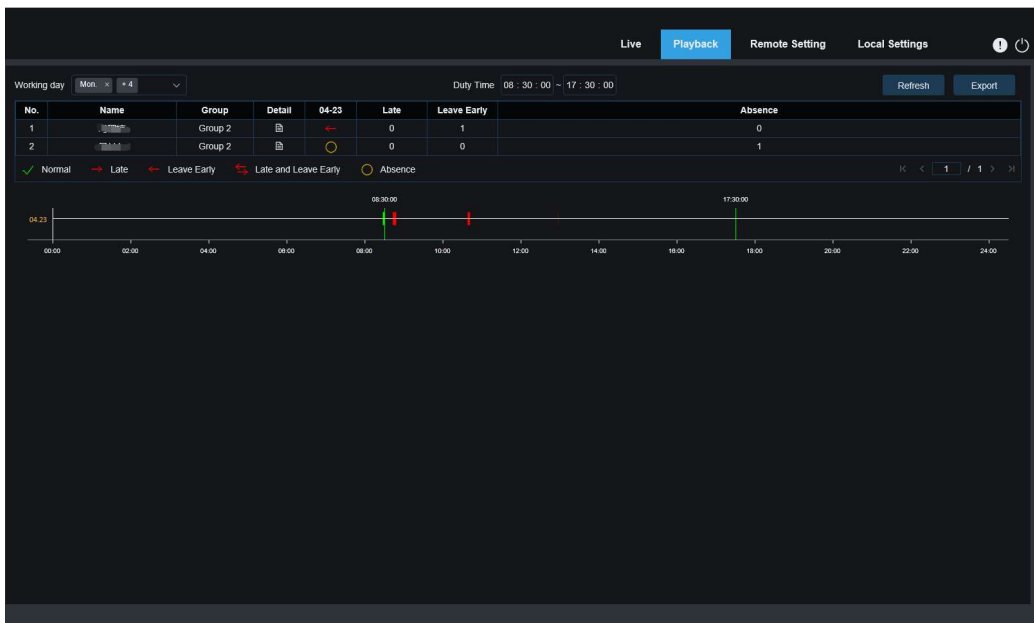 Live Playback Remote Setting Local Settings
Working day Mon. × + 4 Duty Time 08 : 30 : 00 ~ 17 : 30 : 00 Refresh Export
No. Name Group Detail 04-23 Late Leave Early Absence
1 Group 2 0 1 0
2 Group 2 0 0 1
Normal Late Leave Early Late and Leave Early Absence 1 / 1
08:30:00 17:30:00
04.23
00:00 02:00 04:00 06:00 08:00 10:00 12:00 14:00 16:00 18:00 20:00 22:00 24:00